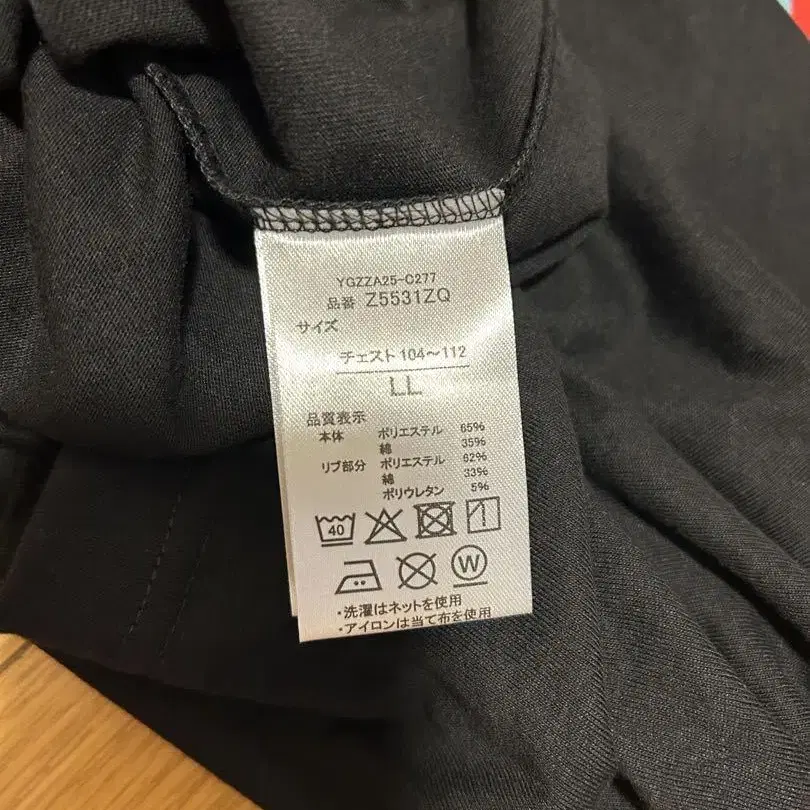 YGZZA25-C277
品番 Z5531ZQ
サイズ
チェスト 104～112
LL
品質表示
本体 ポリエステル 65%
綿 35%
リブ部分 ポリエステル 62%
綿 33%
ポリウレタン 5%
40
W
・洗濯はネットを使用
・アイロンは当て布を使用